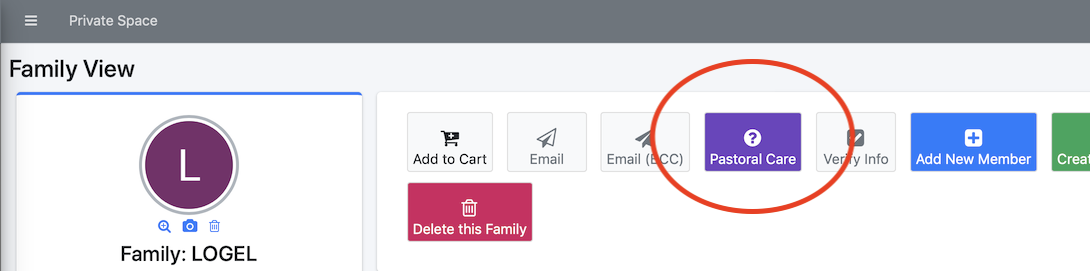 Private Space
Family View
L
Family: LOGEL
Add to Cart
Email
Email (BCC)
Pastoral Care
Verify Info
Add New Member
Creat
Delete this Family